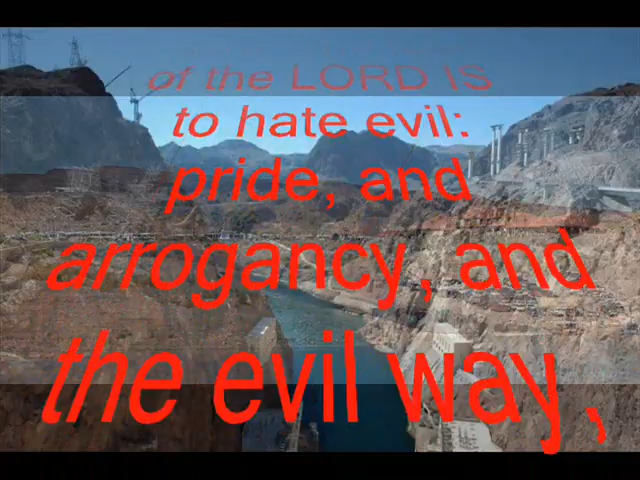 of the LORD IS
to hate evil:
pride, and
arrogancy, and
the evil way,